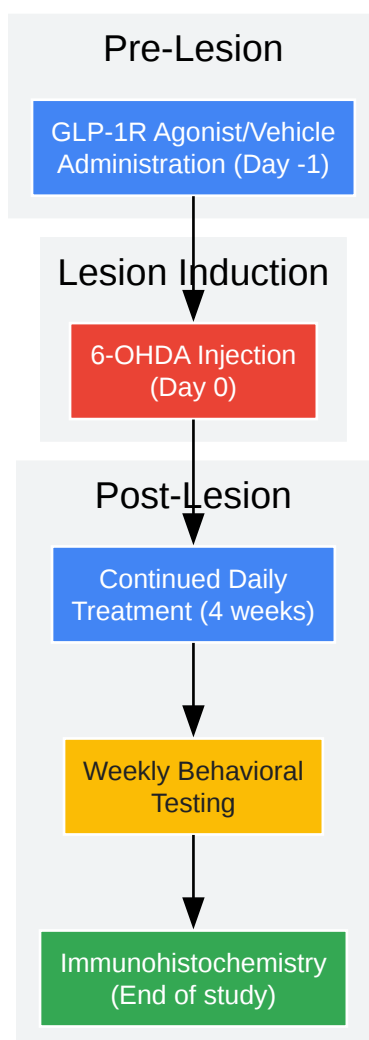 Pre-Lesion
GLP-1R Agonist/Vehicle
Administration (Day -1)
Lesion Induction
6-OHDA Injection
(Day 0)
Post-Lesion
Continued Daily
Treatment (4 weeks)
Weekly Behavioral
Testing
Immunohistochemistry
(End of study)